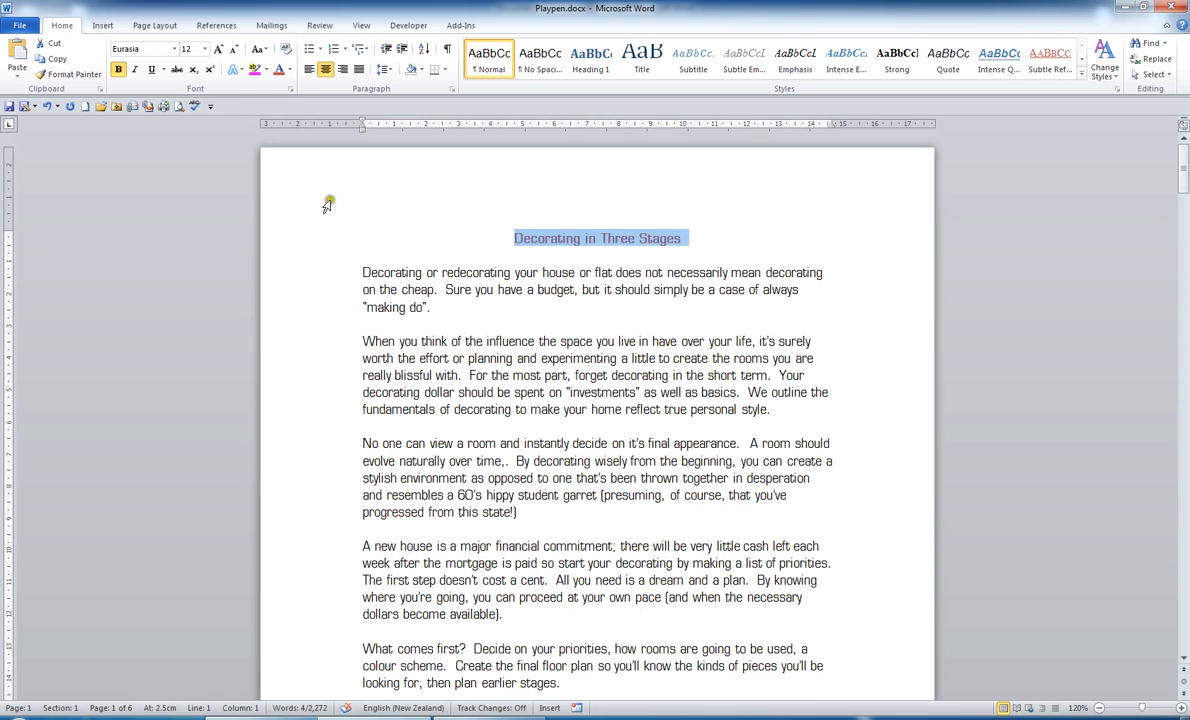 Playpen.docx - Microsoft Word
File Home Insert Page Layout References Mailings Review View Developer Add-Ins
Paste
Cut
Copy
Format Painter
Clipboard
Eurasia 12
Font
Paragraph
AaBbCc AaBbCc AaBbC AaB AaBbCc. AaBbCc. AaBbCcl AaBbCc. AaBbCcl AaBbCc AaBbCc AaBbCc.
¶ Normal ¶ No Spaci... Heading 1 Title Subtitle Subtle Em... Emphasis Intense E... Strong Quote Intense Q... Subtle Ref...
Change Styles
Styles
Find
Replace
Select
Editing
Decorating in Three Stages
Decorating or redecorating your house or flat does not necessarily mean decorating
on the cheap. Sure you have a budget, but it should simply be a case of always
"making do".
When you think of the influence the space you live in have over your life, it's surely
worth the effort or planning and experimenting a little to create the rooms you are
really blissful with. For the most part, forget decorating in the short term. Your
decorating dollar should be spent on "investments" as well as basics. We outline the
fundamentals of decorating to make your home reflect true personal style.
No one can view a room and instantly decide on it's final appearance. A room should
evolve naturally over time,. By decorating wisely from the beginning, you can create a
stylish environment as opposed to one that's been thrown together in desperation
and resembles a 60's hippy student garret (presuming, of course, that you've
progressed from this state!)
A new house is a major financial commitment; there will be very little cash left each
week after the mortgage is paid so start your decorating by making a list of priorities.
The first step doesn't cost a cent. All you need is a dream and a plan. By knowing
where you're going, you can proceed at your own pace (and when the necessary
dollars become available).
What comes first? Decide on your priorities, how rooms are going to be used, a
colour scheme. Create the final floor plan so you'll know the kinds of pieces you'll be
looking for, then plan earlier stages.
Page: 1 Section: 1 Page: 1 of 6 At: 2.5cm Line: 1 Column: 1 Words: 4/2,272 English (New Zealand) Track Changes: Off Insert 120%